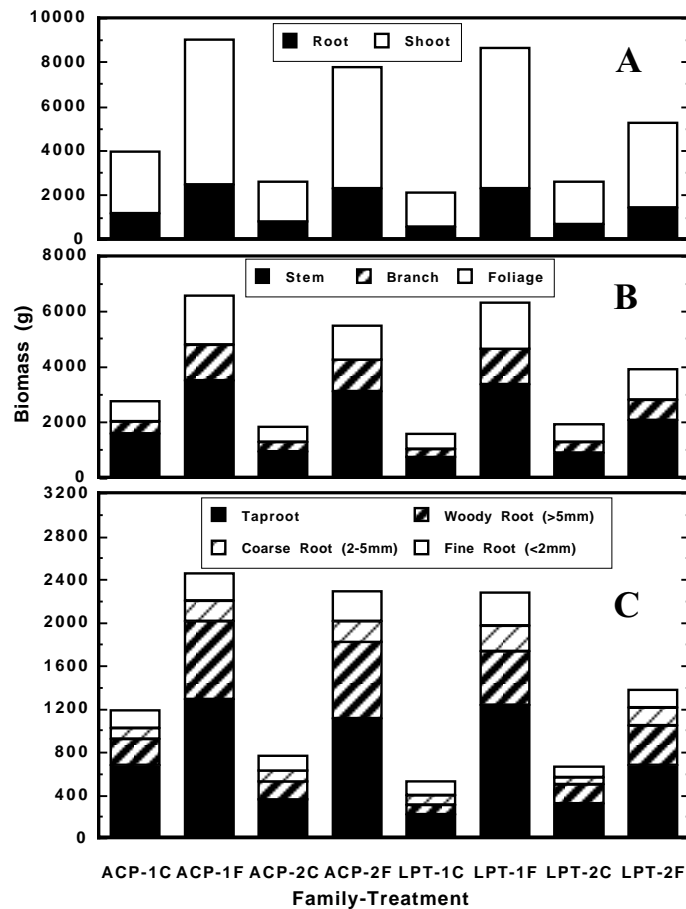 10000
8000
6000
4000
2000
0
Root Shoot
A
8000
6000
4000
2000
0
Stem Branch Foliage
B
Biomass (g)
3200
2800
2400
2000
1600
1200
800
400
0
Taproot Woody Root (>5mm)
Coarse Root (2-5mm) Fine Root (<2mm)
C
ACP-1C ACP-1F ACP-2C ACP-2F LPT-1C LPT-1F LPT-2C LPT-2F
Family-Treatment